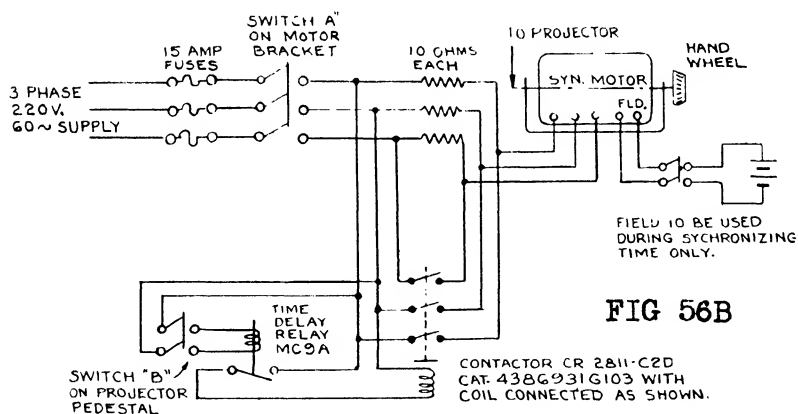 SWITCH A"
ON MOTOR
BRACKET
15 AMP
FUSES
10 OHMS
EACH
10 PROJECTOR
SYN. MOTOR
FLD.
HAND
WHEEL
3 PHASE
220V.
60~ SUPPLY
FIELD 10 BE USED
DURING SYCHRONIZING
TIME ONLY.
FIG 56B
TIME
DELAY
RELAY
MC9A
SWITCH "B"
ON PROJECTOR
PEDESTAL
CONTACTOR CR 2811-C2D
CAT. 4386931G103 WITH
COIL CONNECTED AS SHOWN.